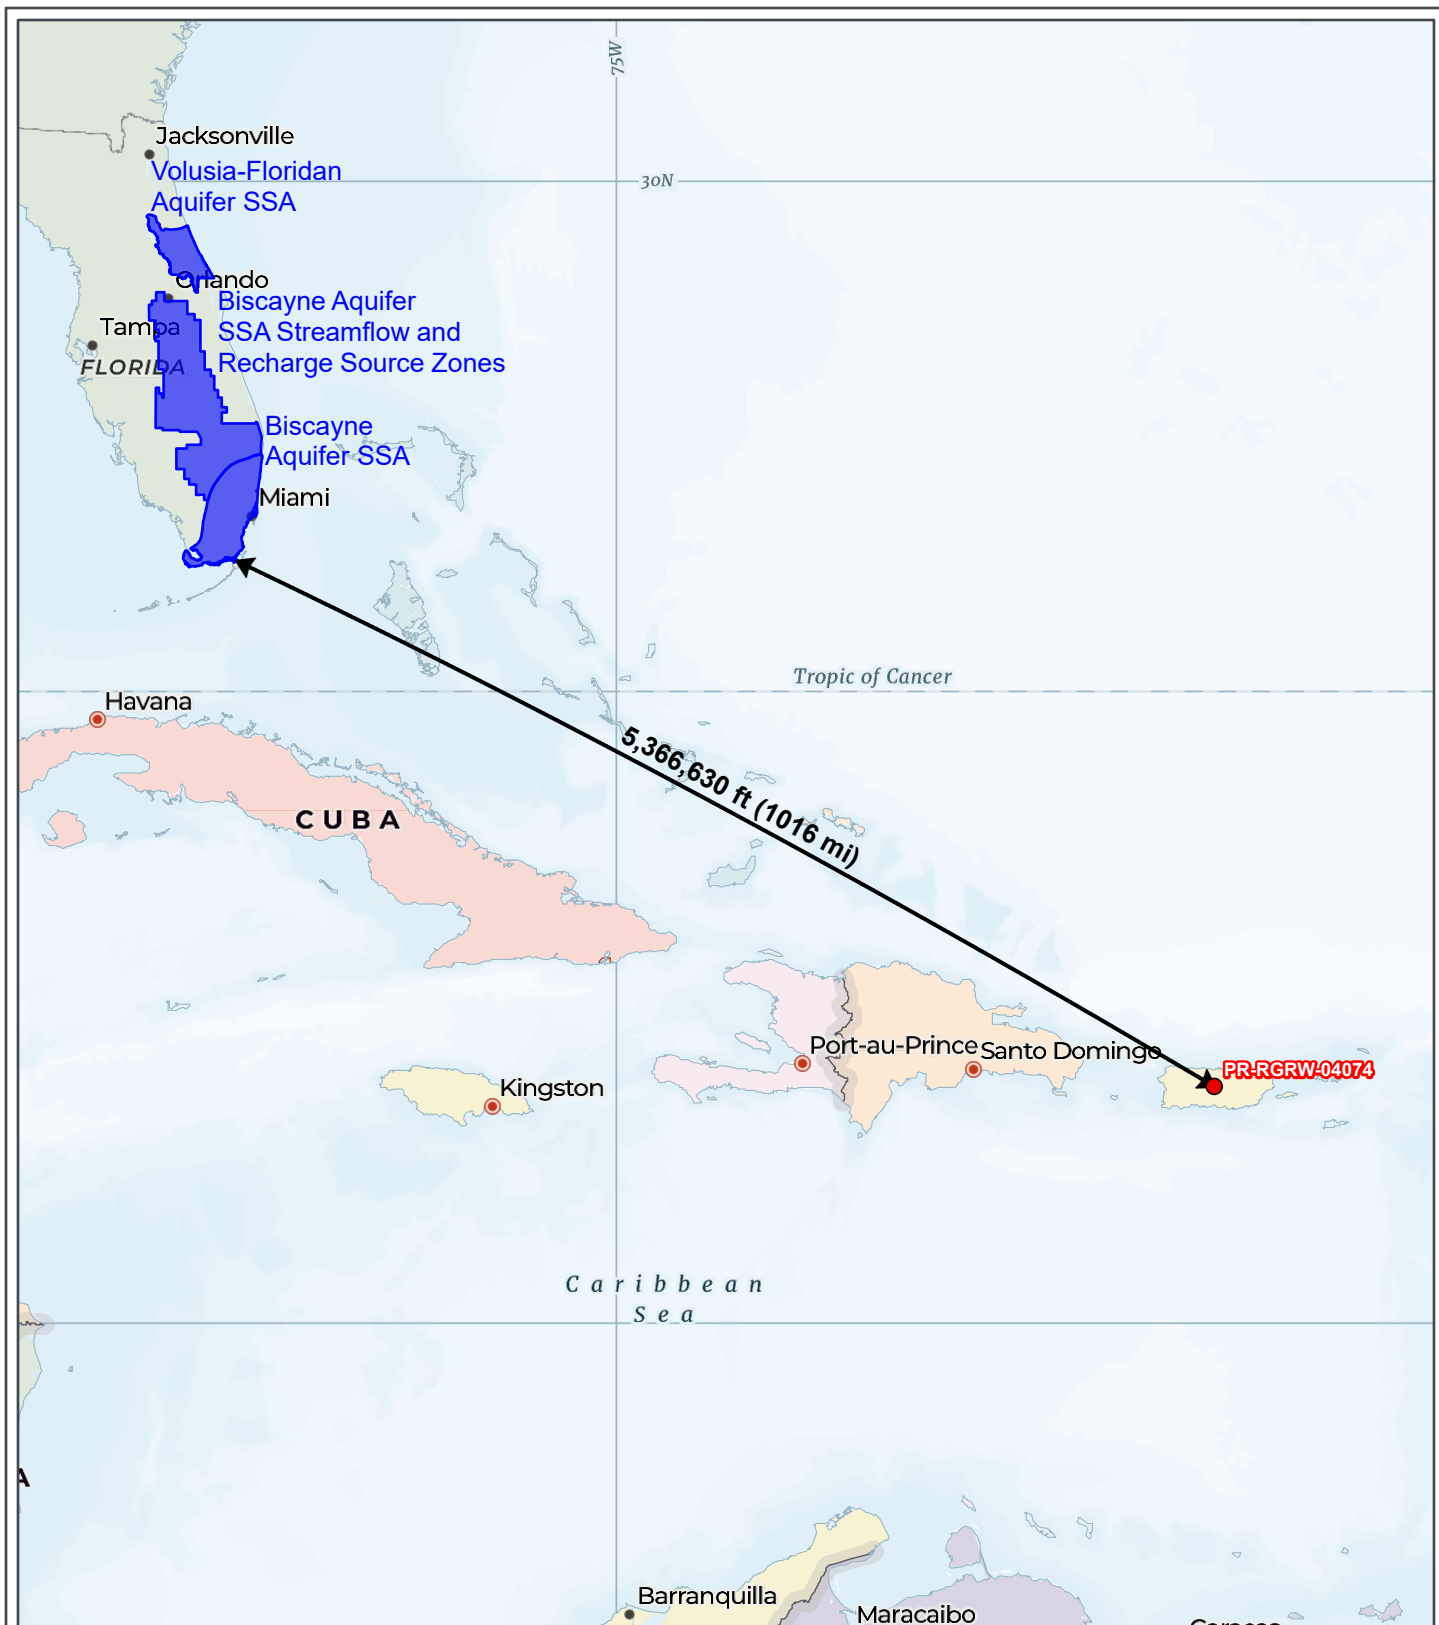 75W
Jacksonville
Volusia-Floridan
Aquifer SSA
30N
Orlando
Biscayne Aquifer
SSA Streamflow and
Recharge Source Zones
Tampa
FLORIDA
Biscayne
Aquifer SSA
Miami
Tropic of Cancer
Havana
5,366,630 ft (1016 mi)
CUBA
Port-au-Prince
Santo Domingo
PR-RGRW-04074
Kingston
Caribbean
Sea
A
Barranquilla
Maracaibo